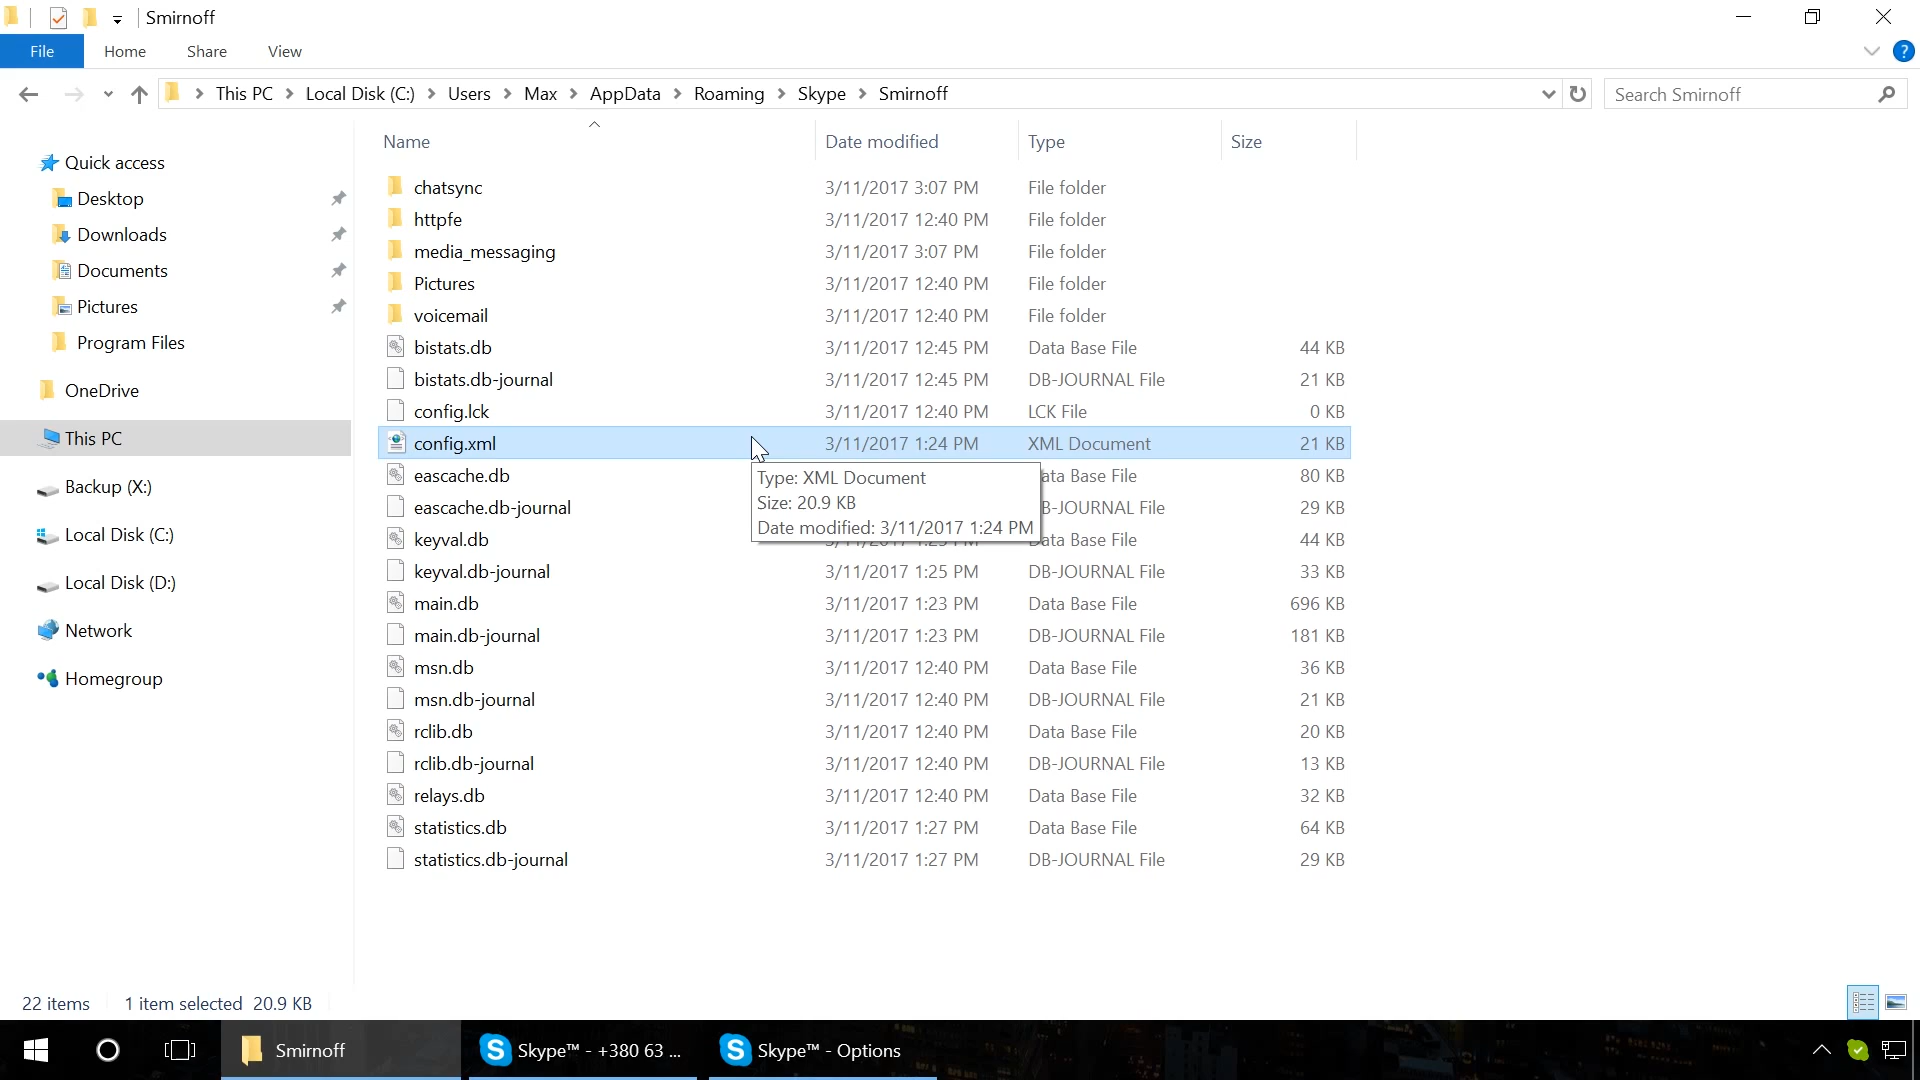 Smirnoff
File Home Share View
This PC Local Disk (C:) Users Max AppData Roaming Skype Smirnoff
Search Smirnoff
Name Date modified Type Size
Quick access
Desktop
Downloads
Documents
Pictures
Program Files
OneDrive
This PC
Backup (X:)
Local Disk (C:)
Local Disk (D:)
Network
Homegroup
chatsync 3/11/2017 3:07 PM File folder
httpfe 3/11/2017 12:40 PM File folder
media_messaging 3/11/2017 3:07 PM File folder
Pictures 3/11/2017 12:40 PM File folder
voicemail 3/11/2017 12:40 PM File folder
bistats.db 3/11/2017 12:45 PM Data Base File 44 KB
bistats.db-journal 3/11/2017 12:45 PM DB-JOURNAL File 21 KB
config.lck 3/11/2017 12:40 PM LCK File 0 KB
config.xml 3/11/2017 1:24 PM XML Document 21 KB
eascache.db ata Base File 80 KB
eascache.db-journal B-JOURNAL File 29 KB
keyval.db ata Base File 44 KB
Type: XML Document
Size: 20.9 KB
Date modified: 3/11/2017 1:24 PM
keyval.db-journal 3/11/2017 1:25 PM DB-JOURNAL File 33 KB
main.db 3/11/2017 1:23 PM Data Base File 696 KB
main.db-journal 3/11/2017 1:23 PM DB-JOURNAL File 181 KB
msn.db 3/11/2017 12:40 PM Data Base File 36 KB
msn.db-journal 3/11/2017 12:40 PM DB-JOURNAL File 21 KB
rclib.db 3/11/2017 12:40 PM Data Base File 20 KB
rclib.db-journal 3/11/2017 12:40 PM DB-JOURNAL File 13 KB
relays.db 3/11/2017 12:40 PM Data Base File 32 KB
statistics.db 3/11/2017 1:27 PM Data Base File 64 KB
statistics.db-journal 3/11/2017 1:27 PM DB-JOURNAL File 29 KB
22 items 1 item selected 20.9 KB
Smirnoff Skype™ - +380 63 ... Skype™ - Options